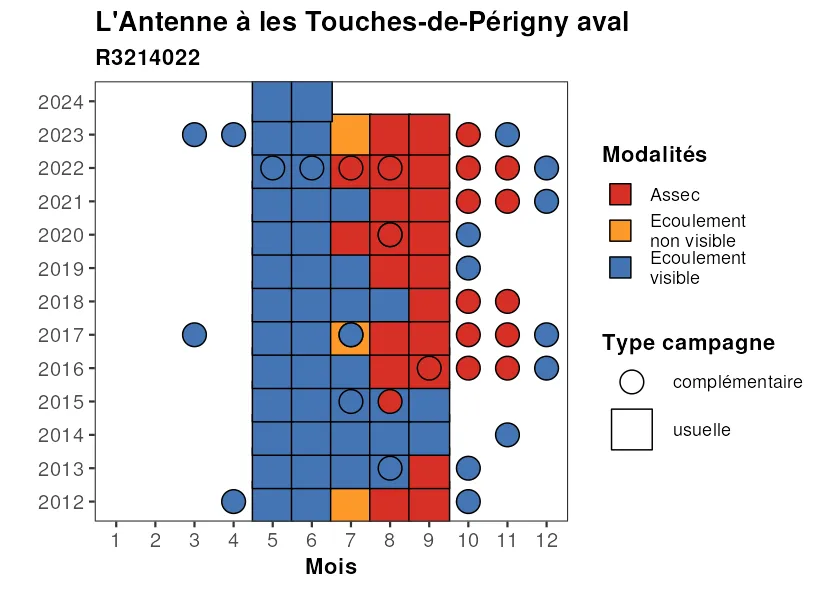 L'Antenne à les Touches-de-Périgny aval
R3214022
2024
2023
2022
2021
2020
2019
2018
2017
2016
2015
2014
2013
2012
1 2 3 4 5 6 7 8 9 10 11 12
Mois
Modalités
Assec
Ecoulement
non visible
Ecoulement
visible
Type campagne
complémentaire
usuelle